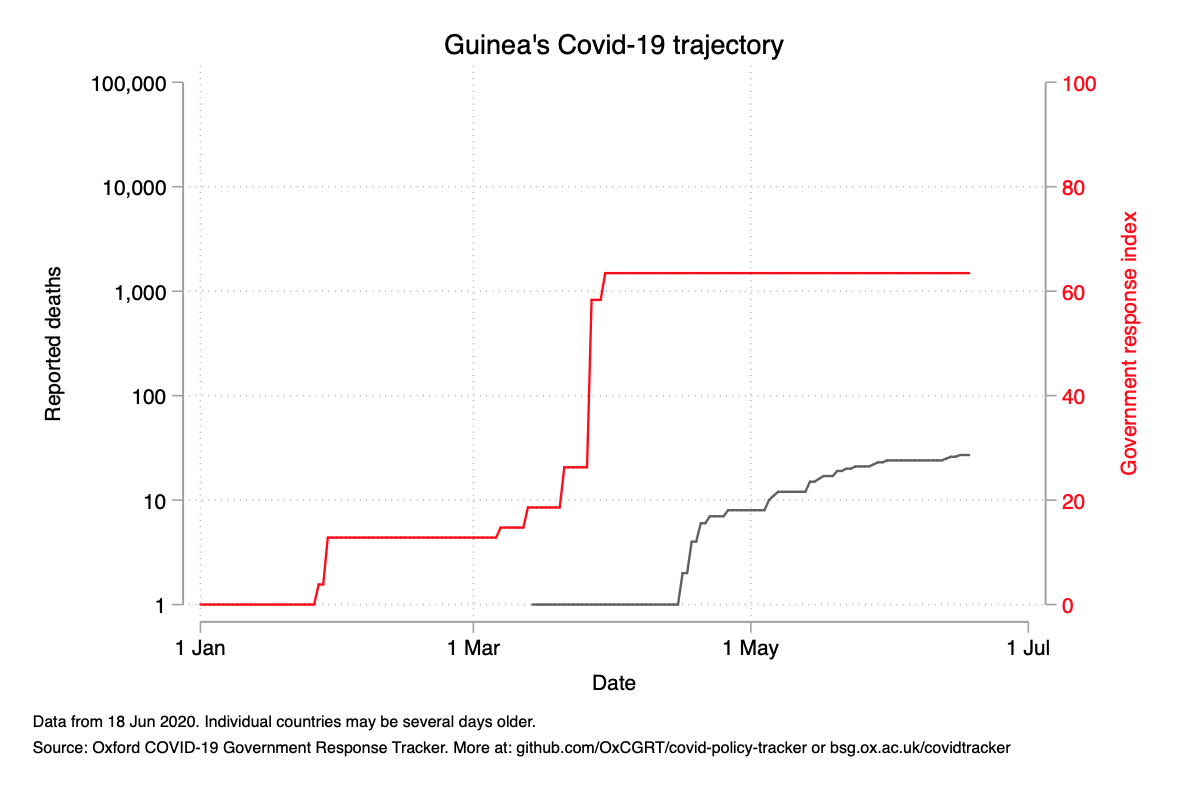 Guinea's Covid-19 trajectory
100,000
10,000
1,000
100
10
1
Reported deaths
100
80
60
40
20
0
Government response index
1 Jan 1 Mar 1 May 1 Jul
Date
Data from 18 Jun 2020. Individual countries may be several days older.
Source: Oxford COVID-19 Government Response Tracker. More at: github.com/OxCGRT/covid-policy-tracker or bsg.ox.ac.uk/covidtracker